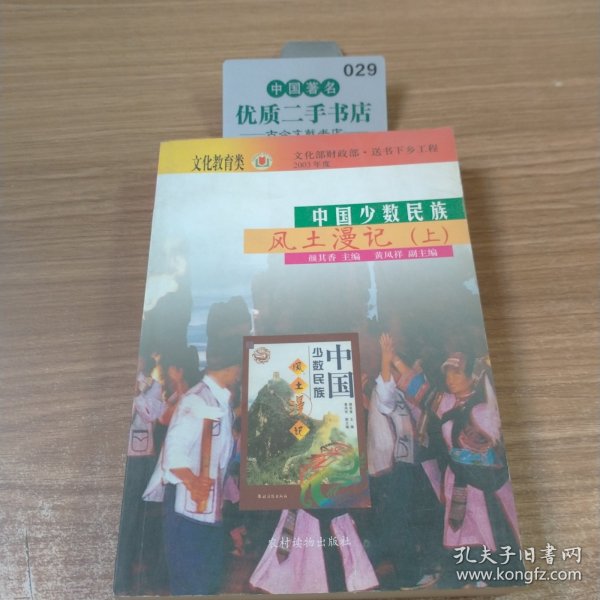 029
中国著名
优质二手书店
文化教育类
文化部财政部·送书下乡工程
2003年度
中国少数民族
风土漫记（上）
颜其香 主编 黄凤祥 副主编
中国
少数民族
风土漫记
农村读物出版社
孔夫子旧书网
www.kongfz.com